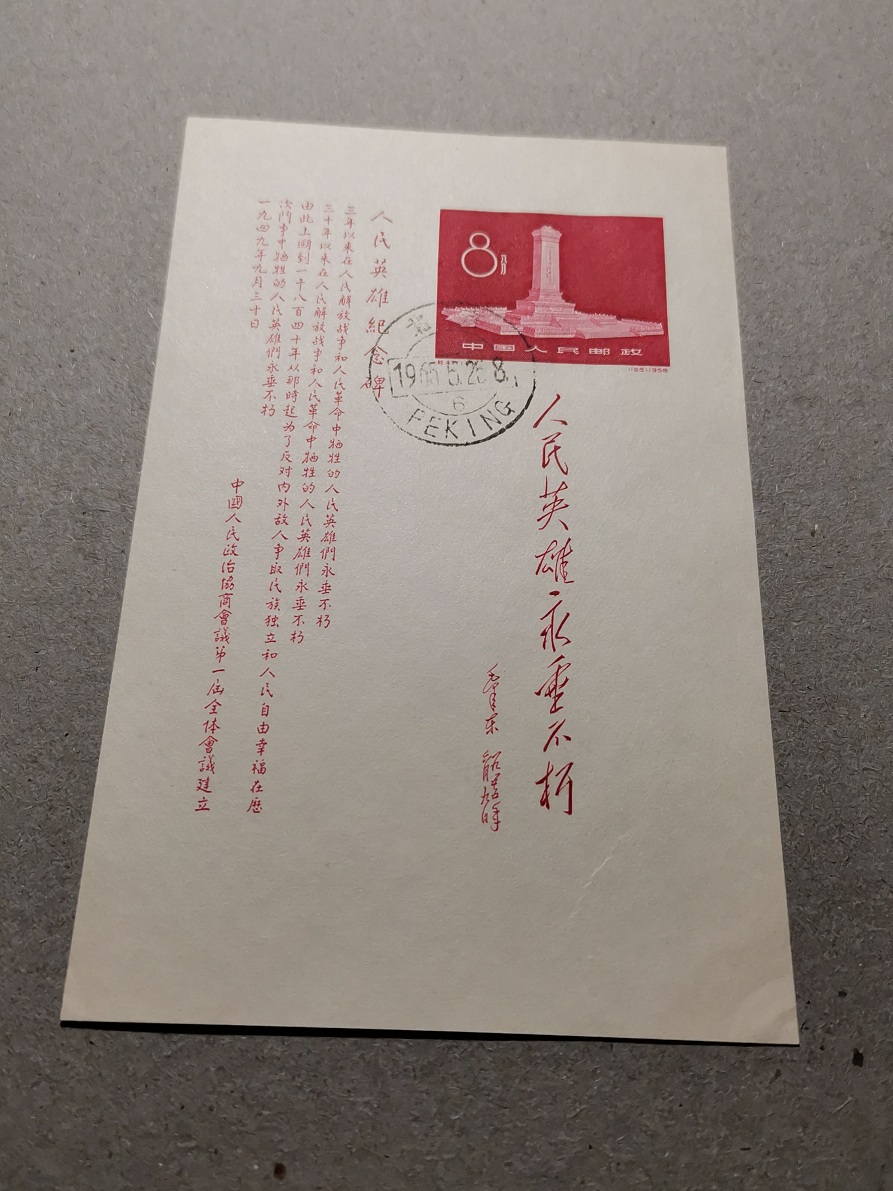 8分
中国人民邮政
PEKING
6
人民英雄永垂不朽
人民英雄紀念碑
三年以來在人民解放战争和人民革命中牺牲的人民英雄們永垂不朽
三十年以來在人民解放战争和人民革命中牺牲的人民英雄們永垂不朽
由此上溯到一千八百四十年从那時起為了反对内外敌人争取民族独立和人民自由幸福在歷
次鬥争中牺牲的人民英雄們永垂不朽
一九四九年九月三十日
中國人民政治協商會議第一届全体會議建立